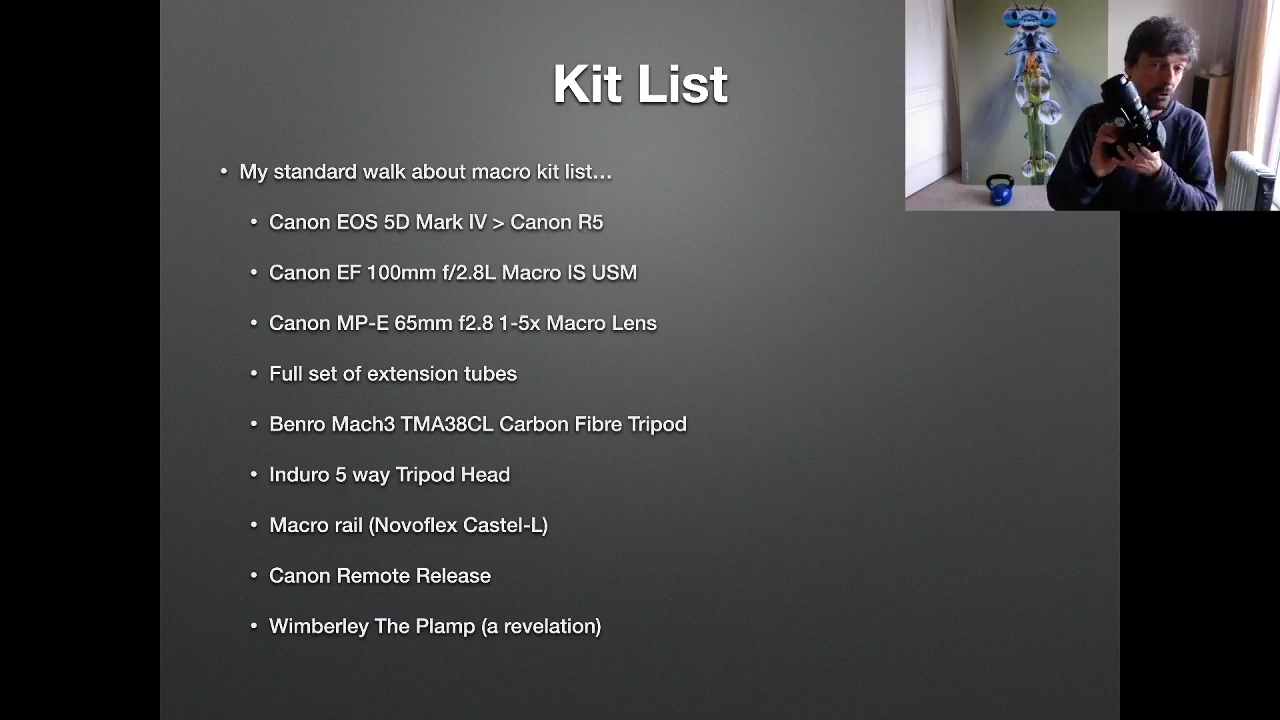 Kit List
• My standard walk about macro kit list…
• Canon EOS 5D Mark IV > Canon R5
• Canon EF 100mm f/2.8L Macro IS USM
• Canon MP-E 65mm f2.8 1-5x Macro Lens
• Full set of extension tubes
• Benro Mach3 TMA38CL Carbon Fibre Tripod
• Induro 5 way Tripod Head
• Macro rail (Novoflex Castel-L)
• Canon Remote Release
• Wimberley The Plamp (a revelation)